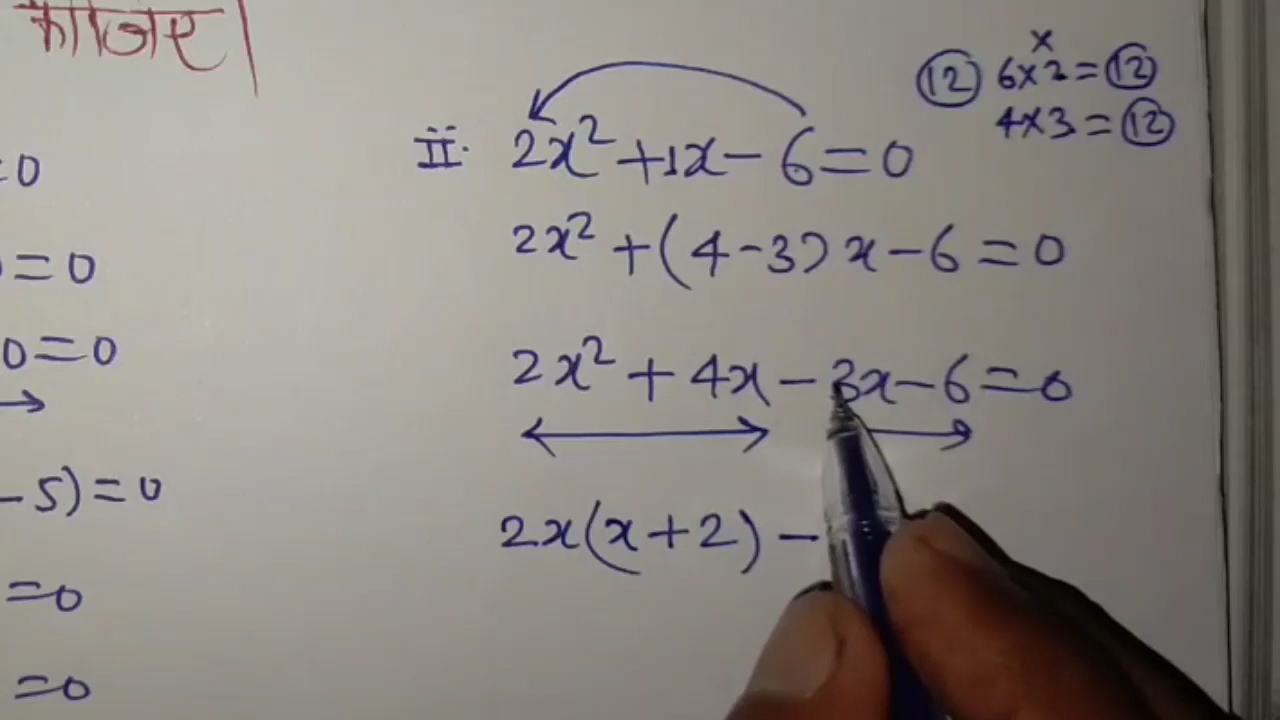 कीजिए।
=0
0=0
0=0
-5)=0
=0
=0
x
(12) 6×2=(12)
4×3=(12)
ii. 2x²+1x-6=0
2x²+(4-3)x-6=0
2x²+4x-3x-6=0
2x(x+2)-